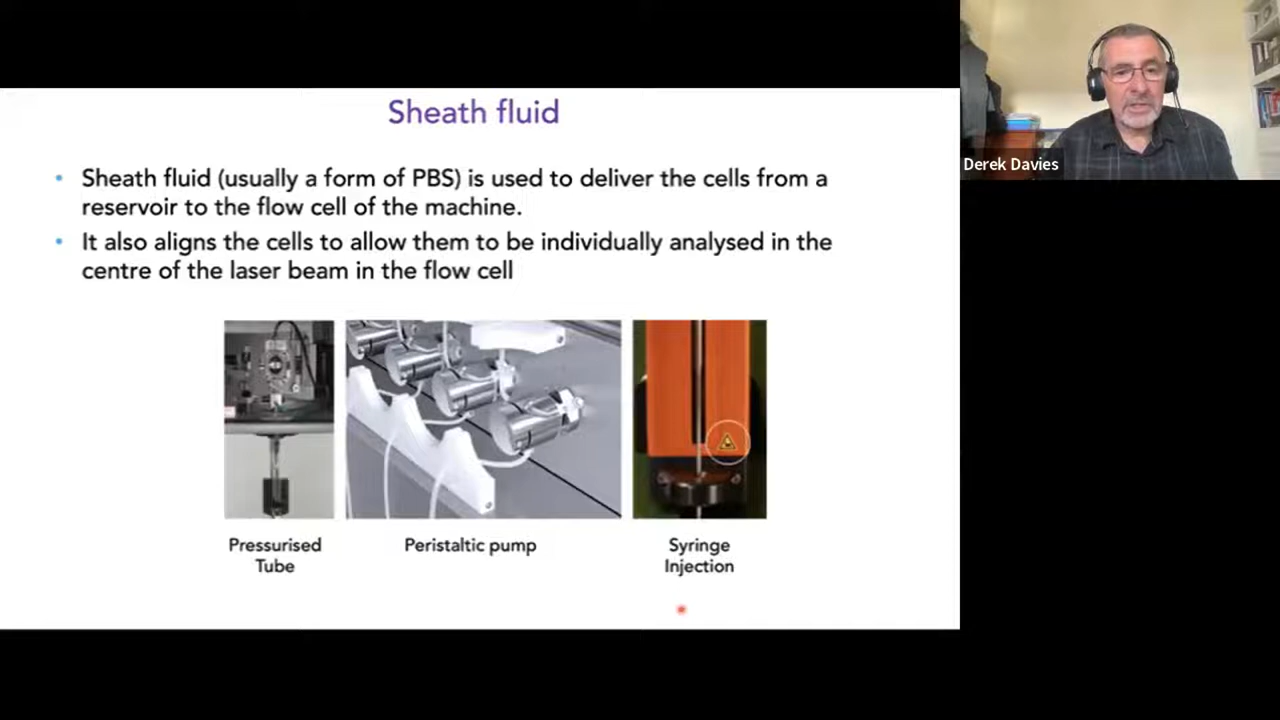 Sheath fluid
• Sheath fluid (usually a form of PBS) is used to deliver the cells from a
reservoir to the flow cell of the machine.
• It also aligns the cells to allow them to be individually analysed in the
centre of the laser beam in the flow cell
Pressurised
Tube
Peristaltic pump
Syringe
Injection
Derek Davies